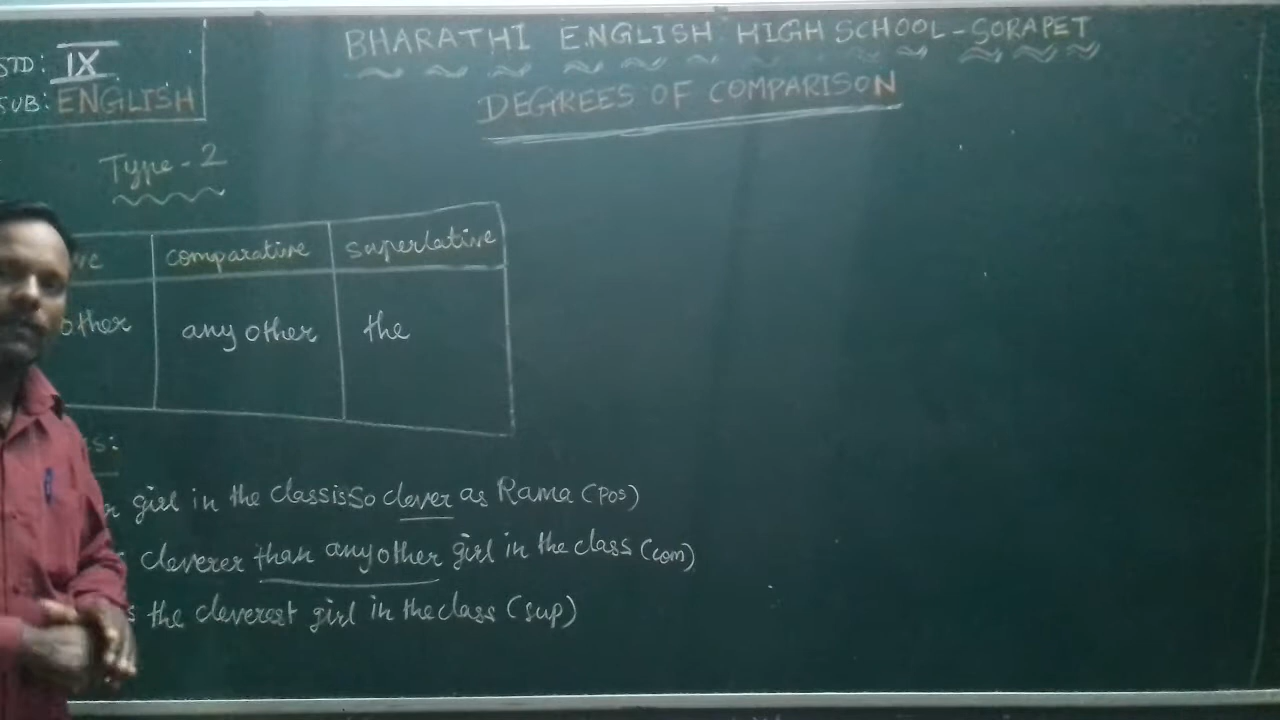 STD: IX
SUB: ENGLISH
BHARATHI ENGLISH HIGH SCHOOL - SORAPET
DEGREES OF COMPARISON
Type - 2
ve comparative superlative
other any other the
s:
girl in the class is so clever as Rama (pos)
cleverer than any other girl in the class (com)
s the cleverest girl in the class (sup)